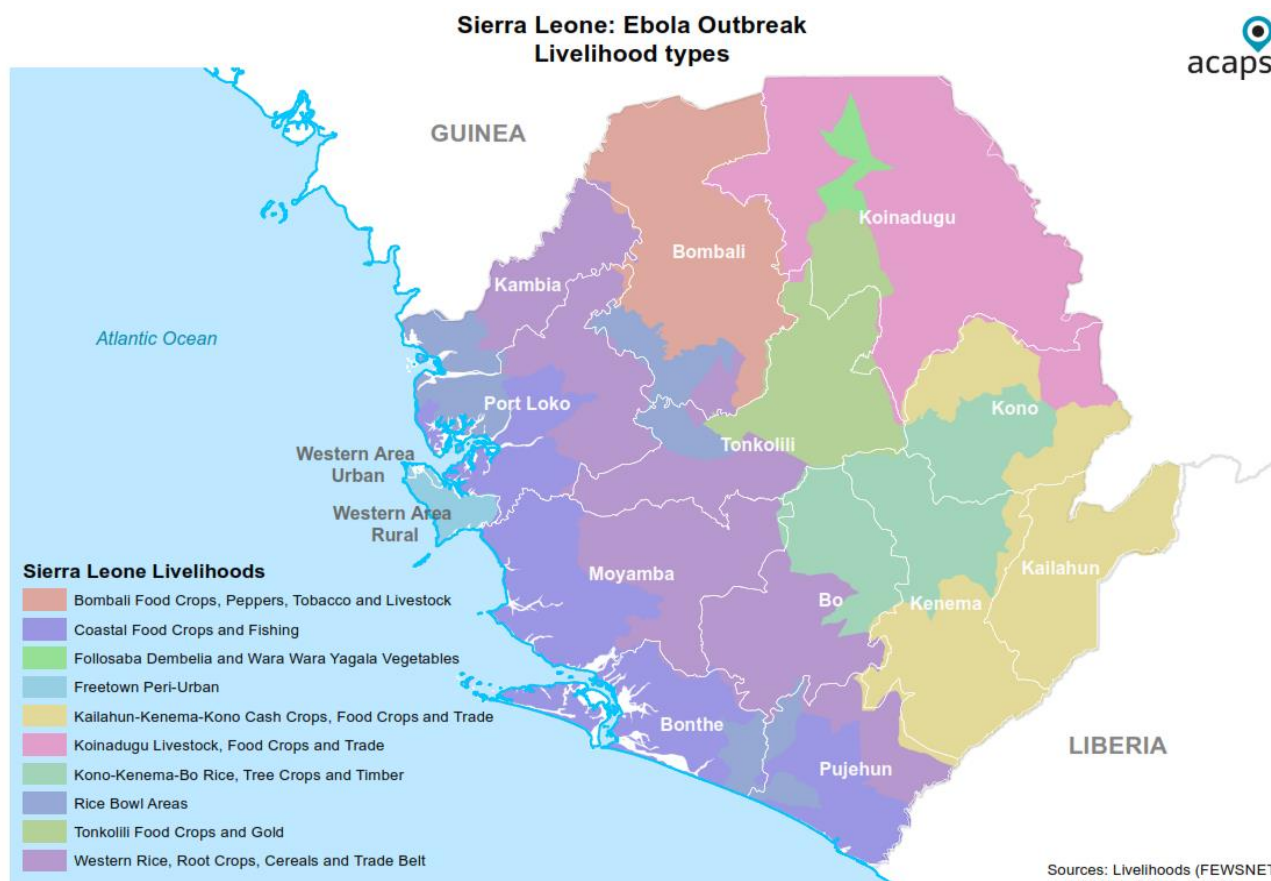 Sierra Leone: Ebola Outbreak
Livelihood types
acaps
GUINEA
Koinadugu
Bombali
Kambia
Atlantic Ocean
Port Loko
Kono
Tonkolili
Western Area
Urban
Western Area
Rural
Sierra Leone Livelihoods
Bombali Food Crops, Peppers, Tobacco and Livestock
Coastal Food Crops and Fishing
Follosaba Dembelia and Wara Wara Yagala Vegetables
Freetown Peri-Urban
Kailahun-Kenema-Kono Cash Crops, Food Crops and Trade
Koinadugu Livestock, Food Crops and Trade
Kono-Kenema-Bo Rice, Tree Crops and Timber
Rice Bowl Areas
Tonkolili Food Crops and Gold
Western Rice, Root Crops, Cereals and Trade Belt
Moyamba
Kailahun
Bo
Kenema
Bonthe
LIBERIA
Pujehun
Sources: Livelihoods (FEWSNET